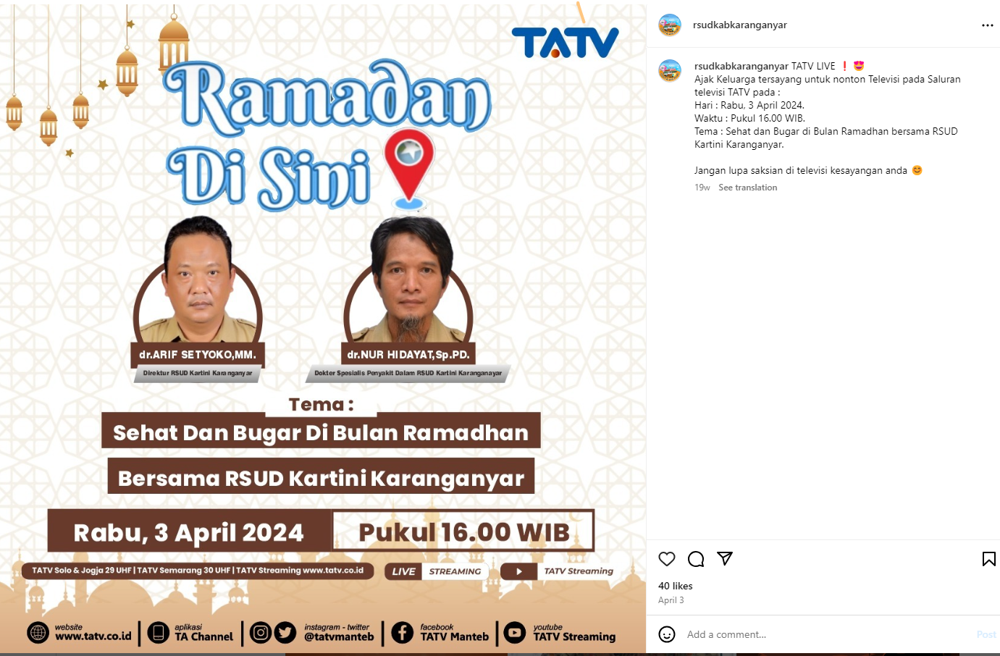 TATV
Ramadan
Di Sini
dr.ARIF SETYOKO,MM.
Direktur RSUD Kartini Karanganyar
dr.NUR HIDAYAT,Sp.PD.
Dokter Spesialis Penyakit Dalam RSUD Kartini Karanganayar
Tema :
Sehat Dan Bugar Di Bulan Ramadhan
Bersama RSUD Kartini Karanganyar
Rabu, 3 April 2024
Pukul 16.00 WIB
TATV Solo & Jogja 29 UHF | TATV Semarang 30 UHF | TATV Streaming www.tatv.co.id
LIVE STREAMING
TATV Streaming
website
www.tatv.co.id
aplikasi
TA Channel
instagram - twitter
@tatvmanteb
facebook
TATV Manteb
youtube
TATV Streaming
rsudkabkaranganyar
rsudkabkaranganyar TATV LIVE ❗ 😍
Ajak Keluarga tersayang untuk nonton Televisi pada Saluran
televisi TATV pada :
Hari : Rabu, 3 April 2024.
Waktu : Pukul 16.00 WIB.
Tema : Sehat dan Bugar di Bulan Ramadhan bersama RSUD
Kartini Karanganyar.
Jangan lupa saksian di televisi kesayangan anda 😊
19w See translation
40 likes
April 3
Add a comment...
Post